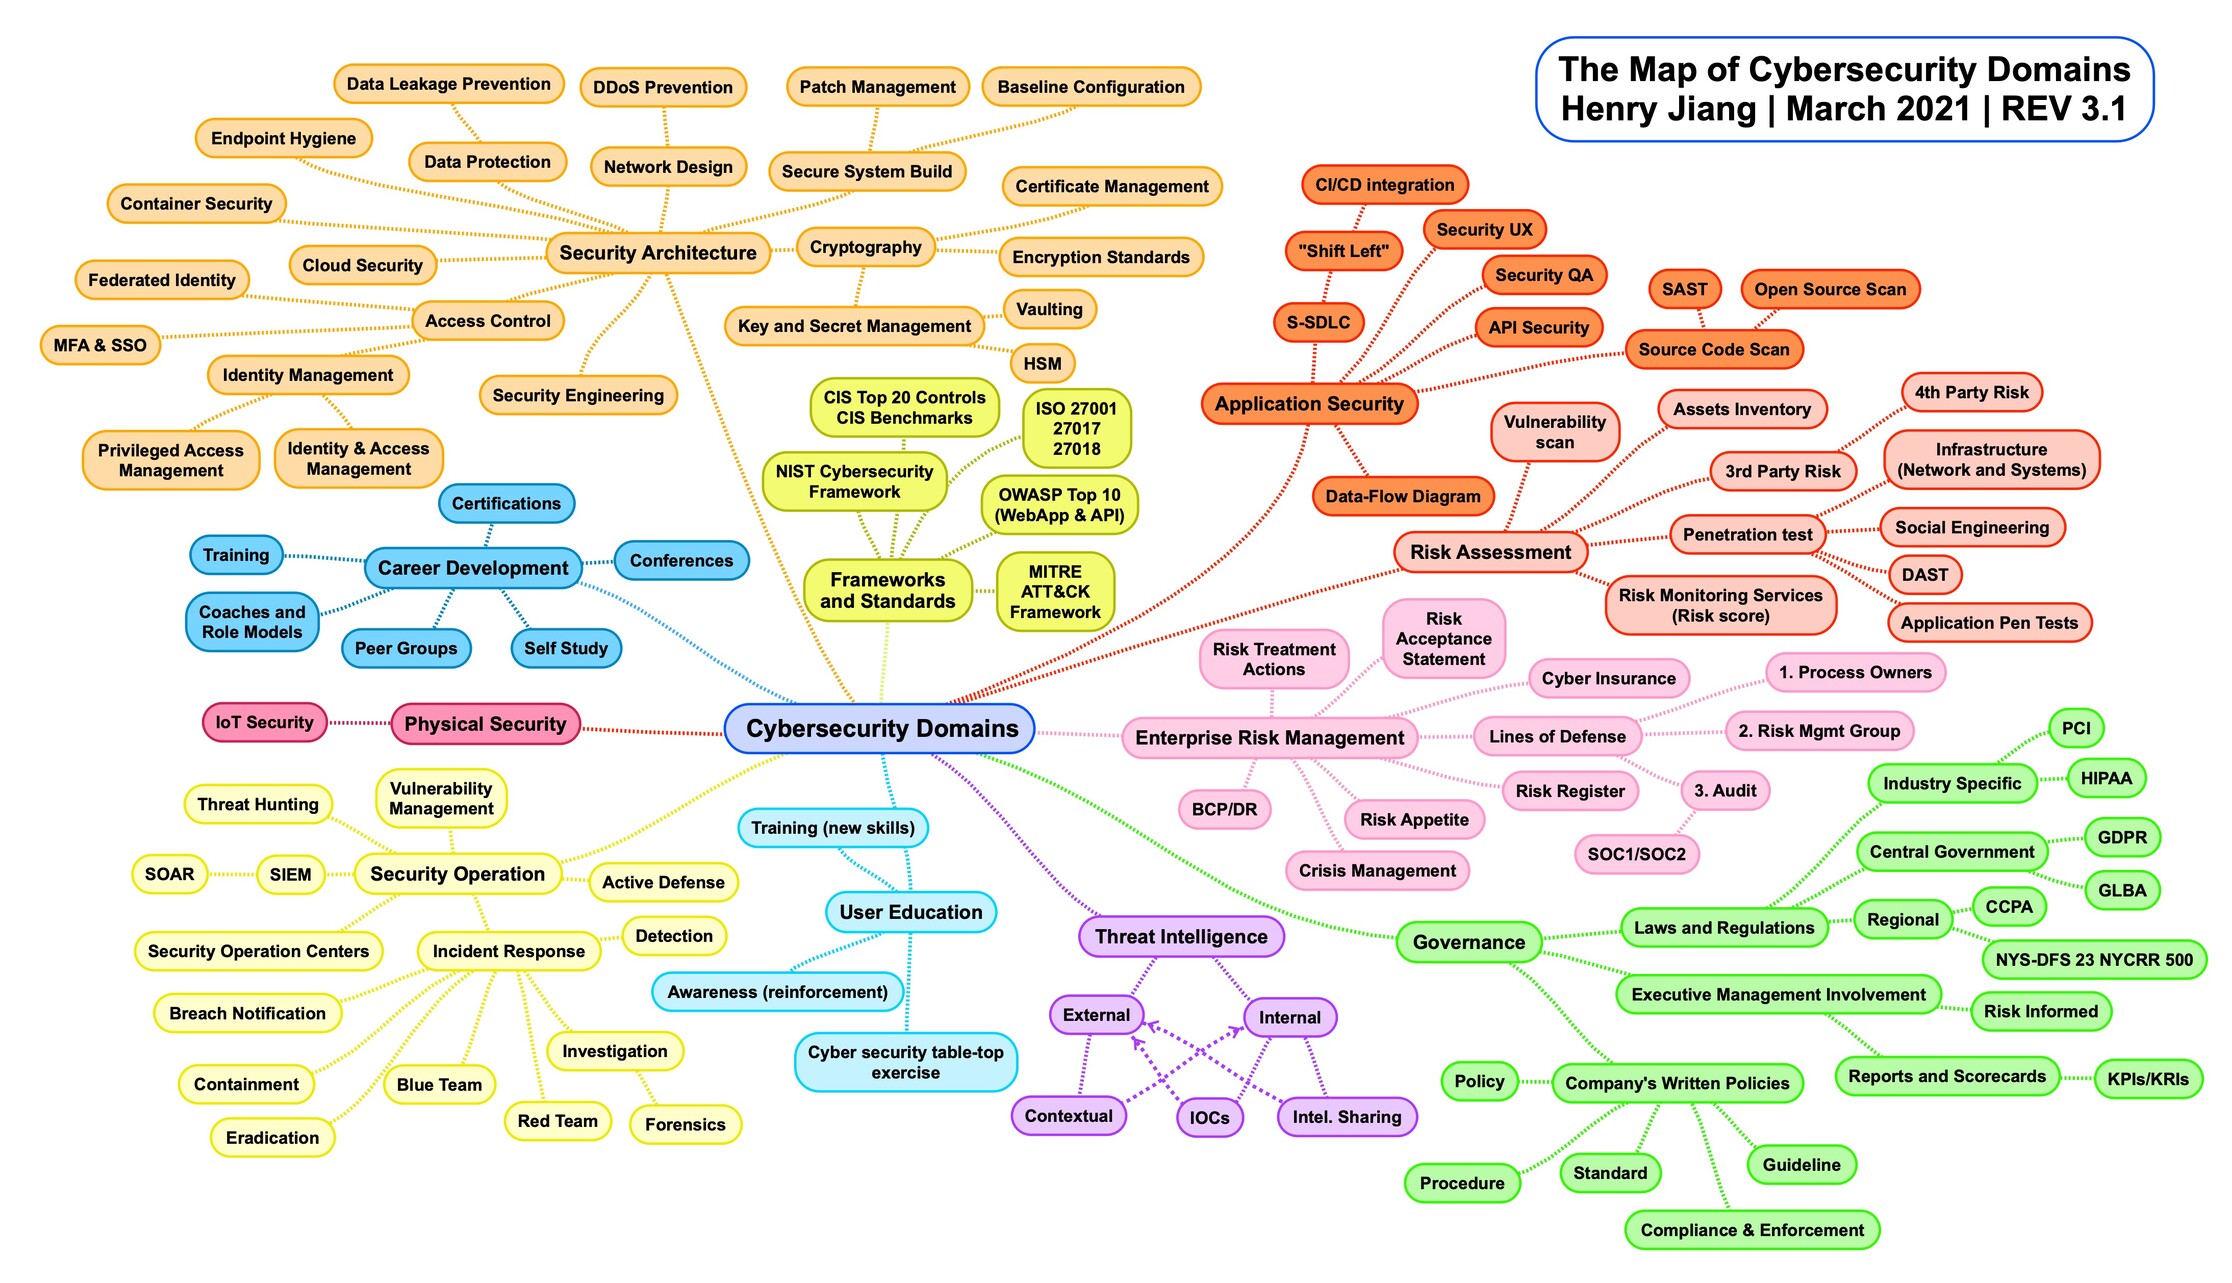 The Map of Cybersecurity Domains
Henry Jiang | March 2021 | REV 3.1
Cybersecurity Domains
Security Architecture
Data Leakage Prevention
Data Protection
DDoS Prevention
Network Design
Patch Management
Baseline Configuration
Secure System Build
Endpoint Hygiene
Container Security
Cloud Security
Federated Identity
MFA & SSO
Access Control
Identity Management
Privileged Access
Management
Identity & Access
Management
Security Engineering
Cryptography
Certificate Management
Encryption Standards
Key and Secret Management
Vaulting
HSM
Frameworks
and Standards
CIS Top 20 Controls
CIS Benchmarks
ISO 27001
27017
27018
NIST Cybersecurity
Framework
OWASP Top 10
(WebApp & API)
MITRE
ATT&CK
Framework
Application Security
CI/CD integration
"Shift Left"
S-SDLC
Security UX
Security QA
API Security
SAST
Open Source Scan
Source Code Scan
Data-Flow Diagram
Risk Assessment
Vulnerability
scan
Assets Inventory
4th Party Risk
3rd Party Risk
Penetration test
Infrastructure
(Network and Systems)
Social Engineering
DAST
Application Pen Tests
Risk Monitoring Services
(Risk score)
Career Development
Certifications
Training
Conferences
Coaches and
Role Models
Peer Groups
Self Study
IoT Security
Physical Security
Enterprise Risk Management
Risk Treatment
Actions
Risk
Acceptance
Statement
Cyber Insurance
Lines of Defense
1. Process Owners
2. Risk Mgmt Group
3. Audit
SOC1/SOC2
Risk Register
Risk Appetite
Crisis Management
BCP/DR
Security Operation
Threat Hunting
Vulnerability
Management
SOAR
SIEM
Active Defense
Security Operation Centers
Incident Response
Detection
Breach Notification
Containment
Eradication
Blue Team
Red Team
Investigation
Forensics
User Education
Training (new skills)
Awareness (reinforcement)
Cyber security table-top
exercise
Threat Intelligence
External
Internal
Contextual
IOCs
Intel. Sharing
Governance
Laws and Regulations
Industry Specific
PCI
HIPAA
Central Government
GDPR
GLBA
Regional
CCPA
NYS-DFS 23 NYCRR 500
Executive Management Involvement
Risk Informed
Reports and Scorecards
KPIs/KRIs
Company's Written Policies
Policy
Procedure
Standard
Guideline
Compliance & Enforcement